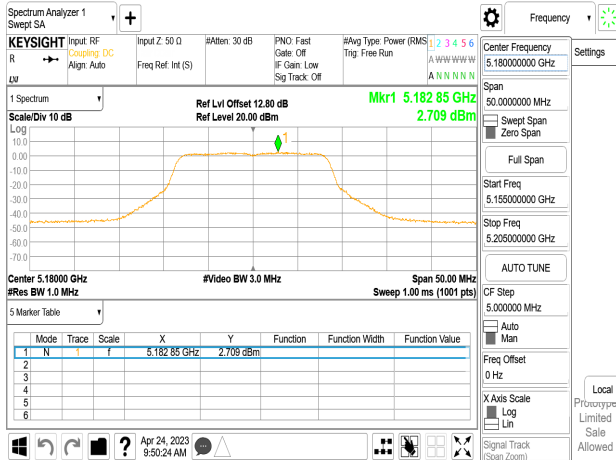 Spectrum Analyzer 1
Swept SA
+
Frequency
KEYSIGHT
R
LXI
Input: RF
Coupling: DC
Align: Auto
Input Z: 50 Ω
Freq Ref: Int (S)
#Atten: 30 dB
PNO: Fast
Gate: Off
IF Gain: Low
Sig Track: Off
#Avg Type: Power (RMS
Trig: Free Run
1 2 3 4 5 6
A W W W W W
A N N N N N
Center Frequency
5.180000000 GHz
Settings
Span
50.0000000 MHz
Swept Span
Zero Span
Full Span
Start Freq
5.155000000 GHz
Stop Freq
5.205000000 GHz
AUTO TUNE
CF Step
5.000000 MHz
Auto
Man
Freq Offset
0 Hz
X Axis Scale
Log
Lin
Signal Track
(Span Zoom)
Local
Prototype
Limited
Sale
Allowed
1 Spectrum
Scale/Div 10 dB
Ref Lvl Offset 12.80 dB
Ref Level 20.00 dBm
Mkr1 5.182 85 GHz
2.709 dBm
Log
10.0
0.00
-10.0
-20.0
-30.0
-40.0
-50.0
-60.0
-70.0
1
Center 5.18000 GHz
#Res BW 1.0 MHz
#Video BW 3.0 MHz
Span 50.00 MHz
Sweep 1.00 ms (1001 pts)
5 Marker Table
Mode Trace Scale X Y Function Function Width Function Value
1 N 1 f 5.182 85 GHz 2.709 dBm
2
3
4
5
6
?
Apr 24, 2023
9:50:24 AM